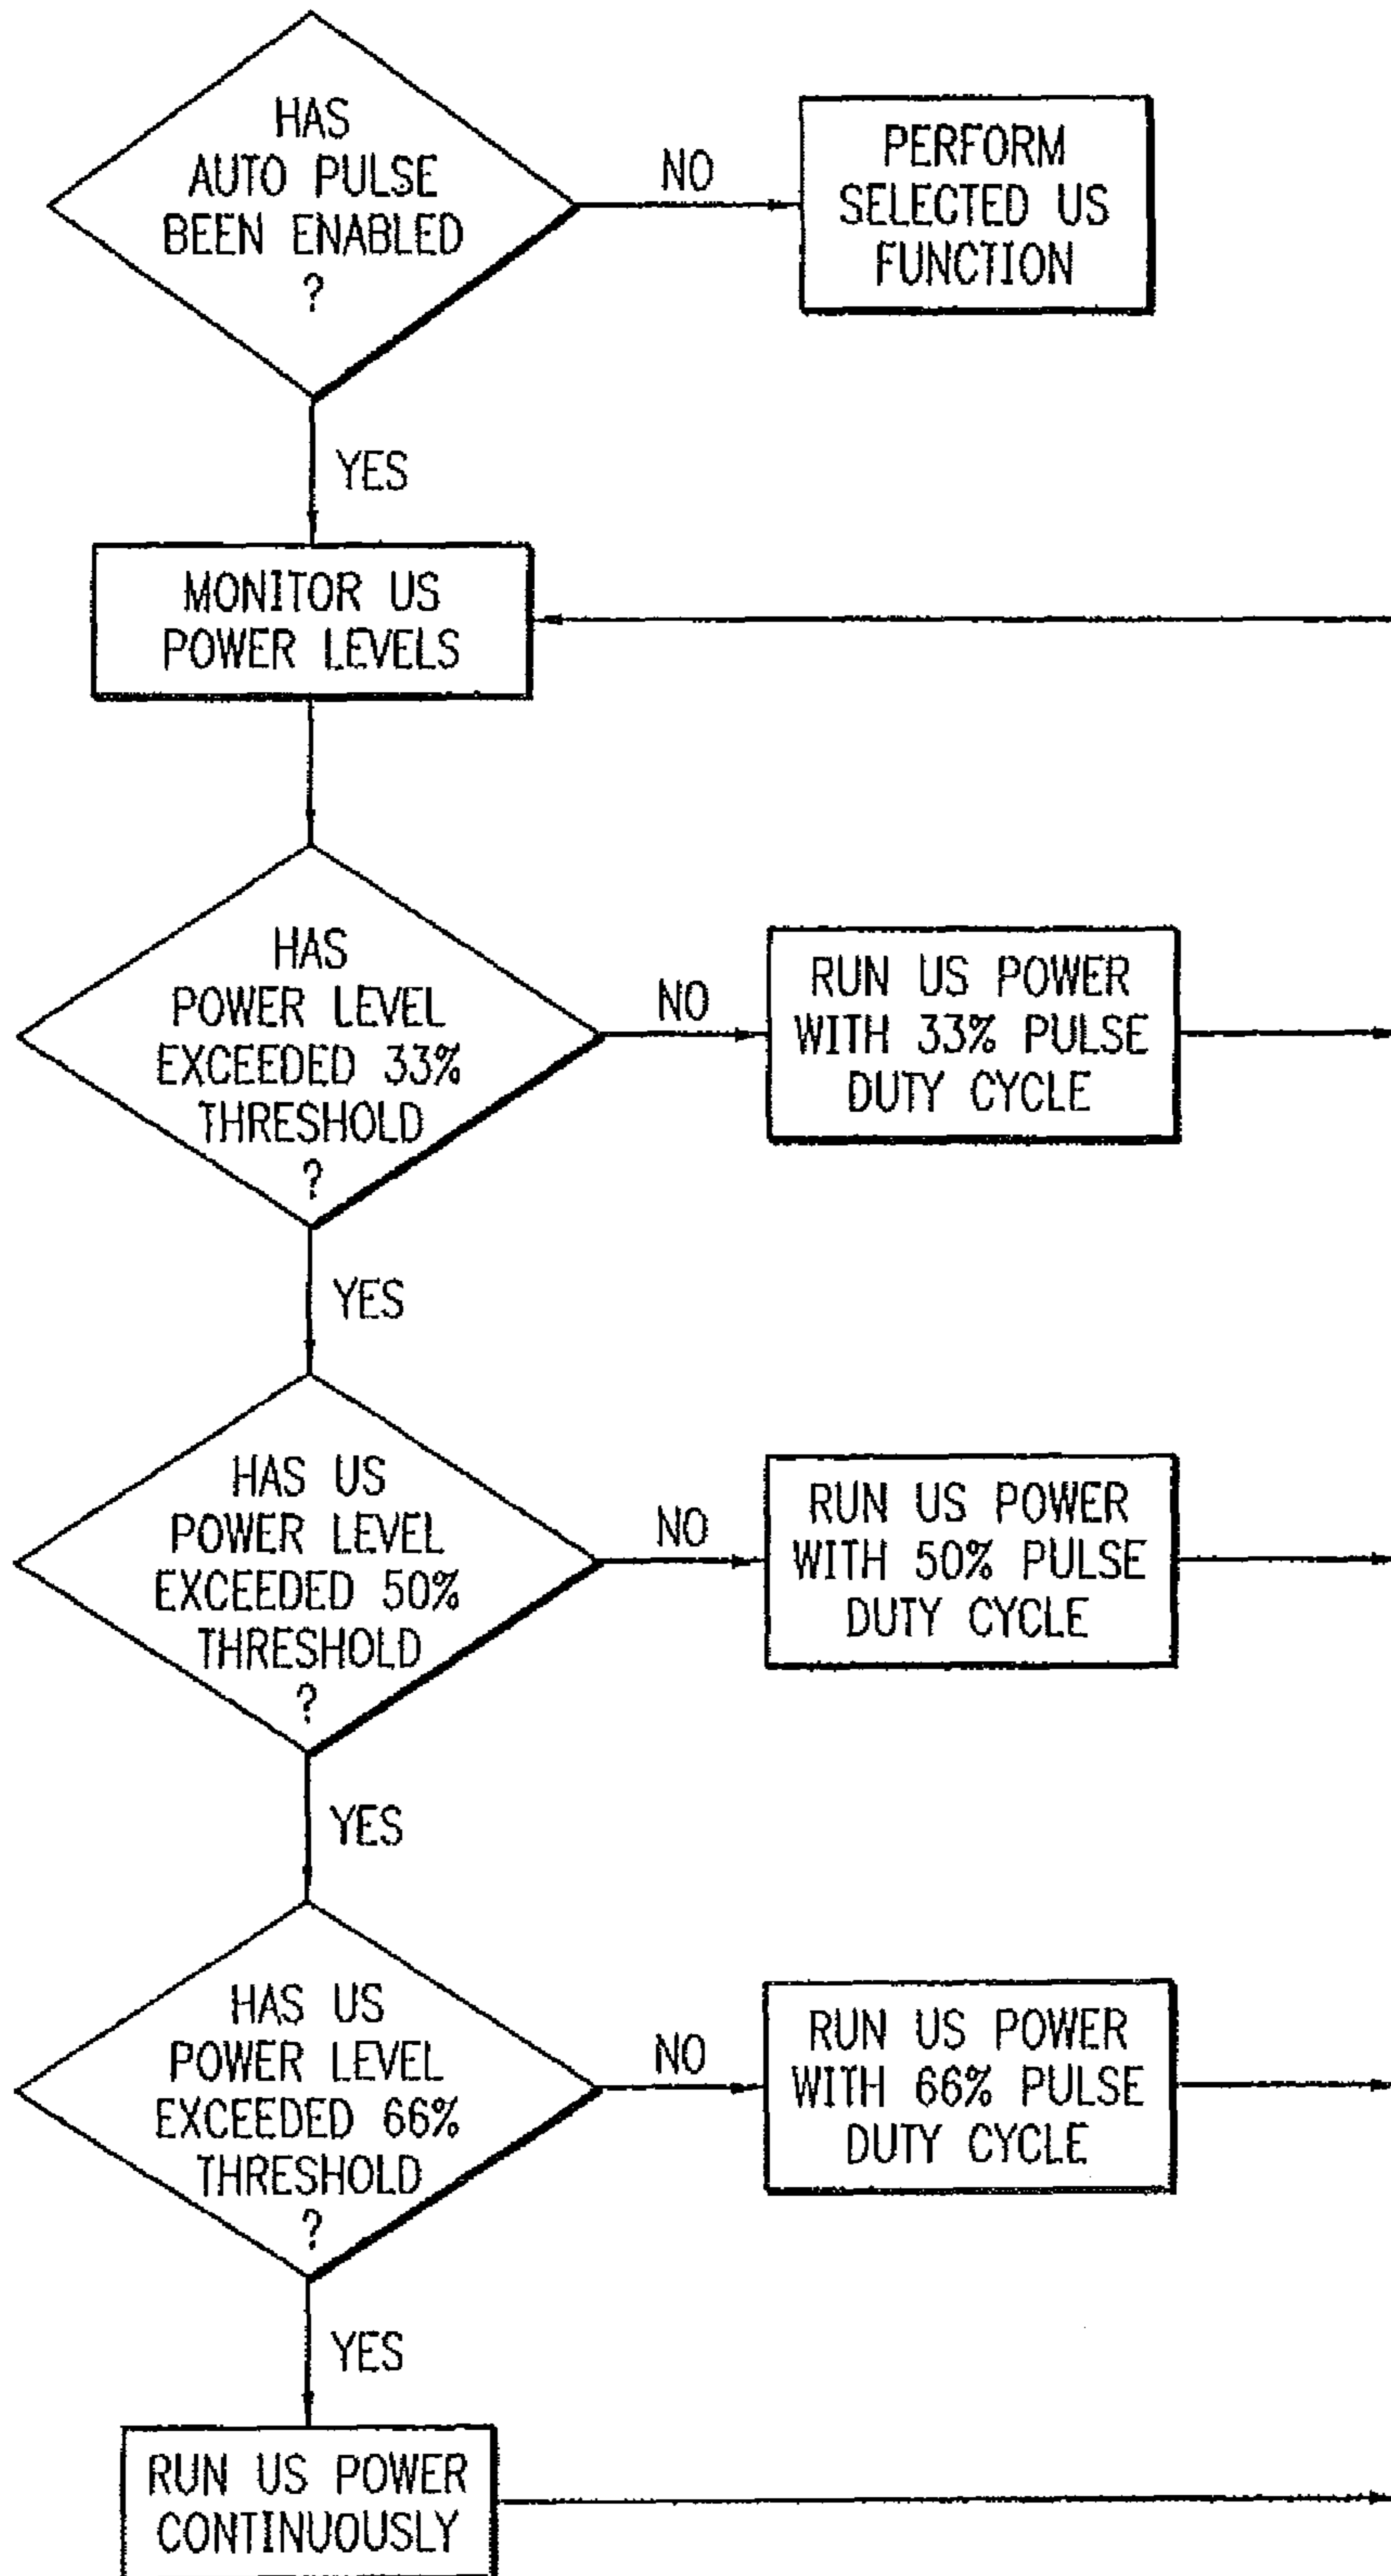 HAS
AUTO PULSE
BEEN ENABLED
?
NO
PERFORM
SELECTED US
FUNCTION
YES
MONITOR US
POWER LEVELS
HAS
POWER LEVEL
EXCEEDED 33%
THRESHOLD
?
NO
RUN US POWER
WITH 33% PULSE
DUTY CYCLE
YES
HAS US
POWER LEVEL
EXCEEDED 50%
THRESHOLD
?
NO
RUN US POWER
WITH 50% PULSE
DUTY CYCLE
YES
HAS US
POWER LEVEL
EXCEEDED 66%
THRESHOLD
?
NO
RUN US POWER
WITH 66% PULSE
DUTY CYCLE
YES
RUN US POWER
CONTINUOUSLY